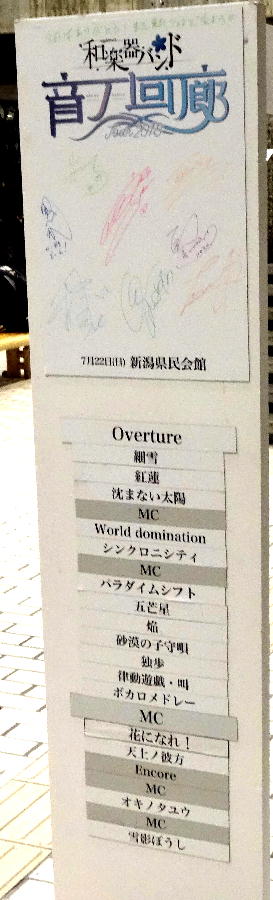 和楽器バンド
音ノ回廊
Tour 2018
7月22日(日) 新潟県民会館
Overture
細雪
紅蓮
沈まない太陽
MC
World domination
シンクロニシティ
MC
パラダイムシフト
五芒星
焔
砂漠の子守唄
独歩
律動遊戯・叫
ボカロメドレー
MC
花になれ!
天上ノ彼方
Encore
MC
オキノタユウ
MC
雪影ぼうし